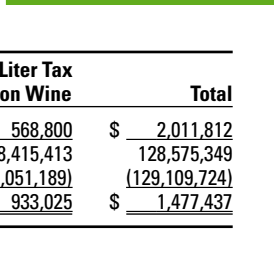 Liter Tax
on Wine Total
568,800 $ 2,011,812
8,415,413 128,575,349
,051,189) (129,109,724)
933,025 $ 1,477,437